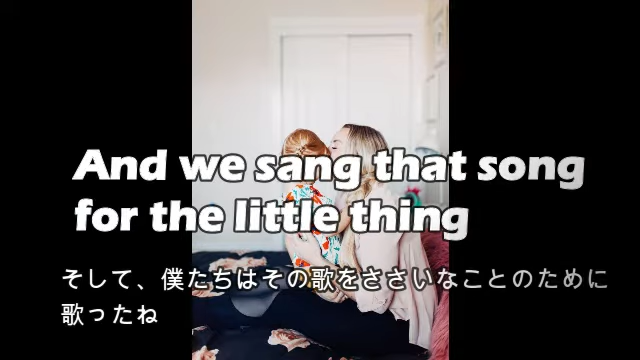 And we sang that song
for the little thing
そして、僕たちはその歌をささいなことのために
歌ったね